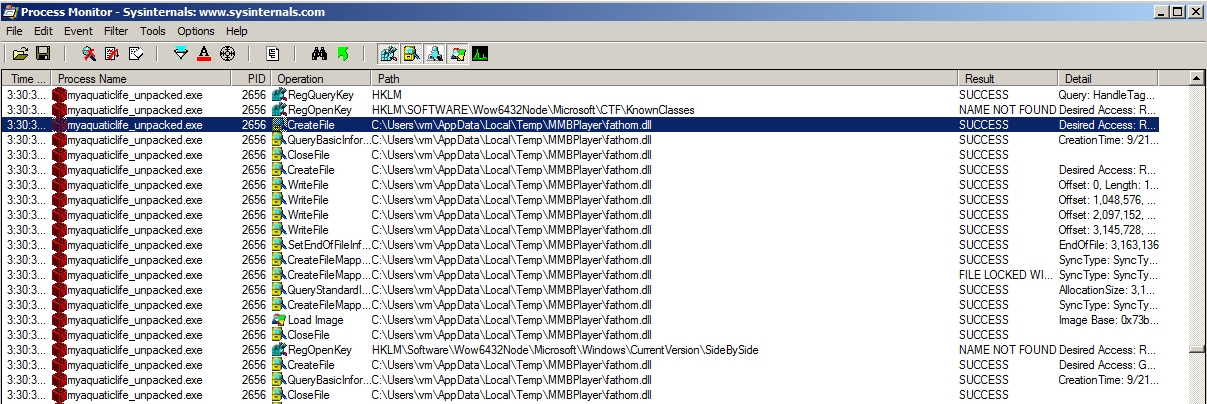 Process Monitor - Sysinternals: www.sysinternals.com
File Edit Event Filter Tools Options Help
Time ... Process Name PID Operation Path Result Detail
3:30:3... myaquaticlife_unpacked.exe 2656 RegQueryKey HKLM SUCCESS Query: HandleTag...
3:30:3... myaquaticlife_unpacked.exe 2656 RegOpenKey HKLM\SOFTWARE\Wow6432Node\Microsoft\CTF\KnownClasses NAME NOT FOUND Desired Access: R...
3:30:3... myaquaticlife_unpacked.exe 2656 CreateFile C:\Users\vm\AppData\Local\Temp\MMBPlayer\fathom.dll SUCCESS Desired Access: R...
3:30:3... myaquaticlife_unpacked.exe 2656 QueryBasicInfor... C:\Users\vm\AppData\Local\Temp\MMBPlayer\fathom.dll SUCCESS CreationTime: 9/21...
3:30:3... myaquaticlife_unpacked.exe 2656 CloseFile C:\Users\vm\AppData\Local\Temp\MMBPlayer\fathom.dll SUCCESS
3:30:3... myaquaticlife_unpacked.exe 2656 CreateFile C:\Users\vm\AppData\Local\Temp\MMBPlayer\fathom.dll SUCCESS Desired Access: R...
3:30:3... myaquaticlife_unpacked.exe 2656 WriteFile C:\Users\vm\AppData\Local\Temp\MMBPlayer\fathom.dll SUCCESS Offset: 0, Length: 1...
3:30:3... myaquaticlife_unpacked.exe 2656 WriteFile C:\Users\vm\AppData\Local\Temp\MMBPlayer\fathom.dll SUCCESS Offset: 1,048,576, ...
3:30:3... myaquaticlife_unpacked.exe 2656 WriteFile C:\Users\vm\AppData\Local\Temp\MMBPlayer\fathom.dll SUCCESS Offset: 2,097,152, ...
3:30:3... myaquaticlife_unpacked.exe 2656 WriteFile C:\Users\vm\AppData\Local\Temp\MMBPlayer\fathom.dll SUCCESS Offset: 3,145,728, ...
3:30:3... myaquaticlife_unpacked.exe 2656 SetEndOfFileInf... C:\Users\vm\AppData\Local\Temp\MMBPlayer\fathom.dll SUCCESS EndOfFile: 3,163,136
3:30:3... myaquaticlife_unpacked.exe 2656 CreateFileMapp... C:\Users\vm\AppData\Local\Temp\MMBPlayer\fathom.dll SUCCESS SyncType: SyncTy...
3:30:3... myaquaticlife_unpacked.exe 2656 CreateFileMapp... C:\Users\vm\AppData\Local\Temp\MMBPlayer\fathom.dll FILE LOCKED WI... SyncType: SyncTy...
3:30:3... myaquaticlife_unpacked.exe 2656 QueryStandardI... C:\Users\vm\AppData\Local\Temp\MMBPlayer\fathom.dll SUCCESS AllocationSize: 3,1...
3:30:3... myaquaticlife_unpacked.exe 2656 CreateFileMapp... C:\Users\vm\AppData\Local\Temp\MMBPlayer\fathom.dll SUCCESS SyncType: SyncTy...
3:30:3... myaquaticlife_unpacked.exe 2656 Load Image C:\Users\vm\AppData\Local\Temp\MMBPlayer\fathom.dll SUCCESS Image Base: 0x73b...
3:30:3... myaquaticlife_unpacked.exe 2656 CloseFile C:\Users\vm\AppData\Local\Temp\MMBPlayer\fathom.dll SUCCESS
3:30:3... myaquaticlife_unpacked.exe 2656 RegOpenKey HKLM\Software\Wow6432Node\Microsoft\Windows\CurrentVersion\SideBySide NAME NOT FOUND Desired Access: R...
3:30:3... myaquaticlife_unpacked.exe 2656 CreateFile C:\Users\vm\AppData\Local\Temp\MMBPlayer\fathom.dll SUCCESS Desired Access: G...
3:30:3... myaquaticlife_unpacked.exe 2656 QueryBasicInfor... C:\Users\vm\AppData\Local\Temp\MMBPlayer\fathom.dll SUCCESS CreationTime: 9/21...
3:30:3... myaquaticlife_unpacked.exe 2656 CloseFile C:\Users\vm\AppData\Local\Temp\MMBPlayer\fathom.dll SUCCESS